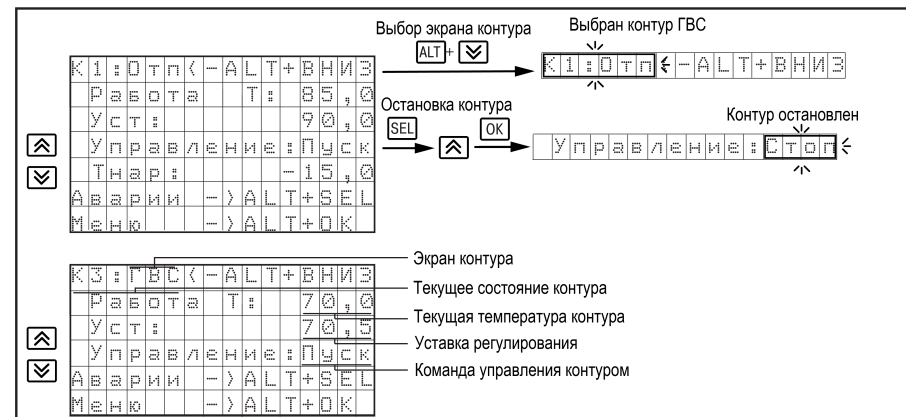 Выбор экрана контура
ALT +
Выбран контур ГВС
К1:Отп<-ALT+ВНИЗ
Работа Т: 85,0
Уст: 90,0
Управление:Пуск
Тнар: -15,0
Аварии ->ALT+SEL
Меню ->ALT+OK
К1:Отп<-ALT+ВНИЗ
Остановка контура
SEL
OK
Контур остановлен
Управление:Стоп
К3:ГВС<-ALT+ВНИЗ
Работа Т: 70,0
Уст: 70,5
Управление:Пуск
Аварии ->ALT+SEL
Меню ->ALT+OK
Экран контура
Текущее состояние контура
Текущая температура контура
Уставка регулирования
Команда управления контуром